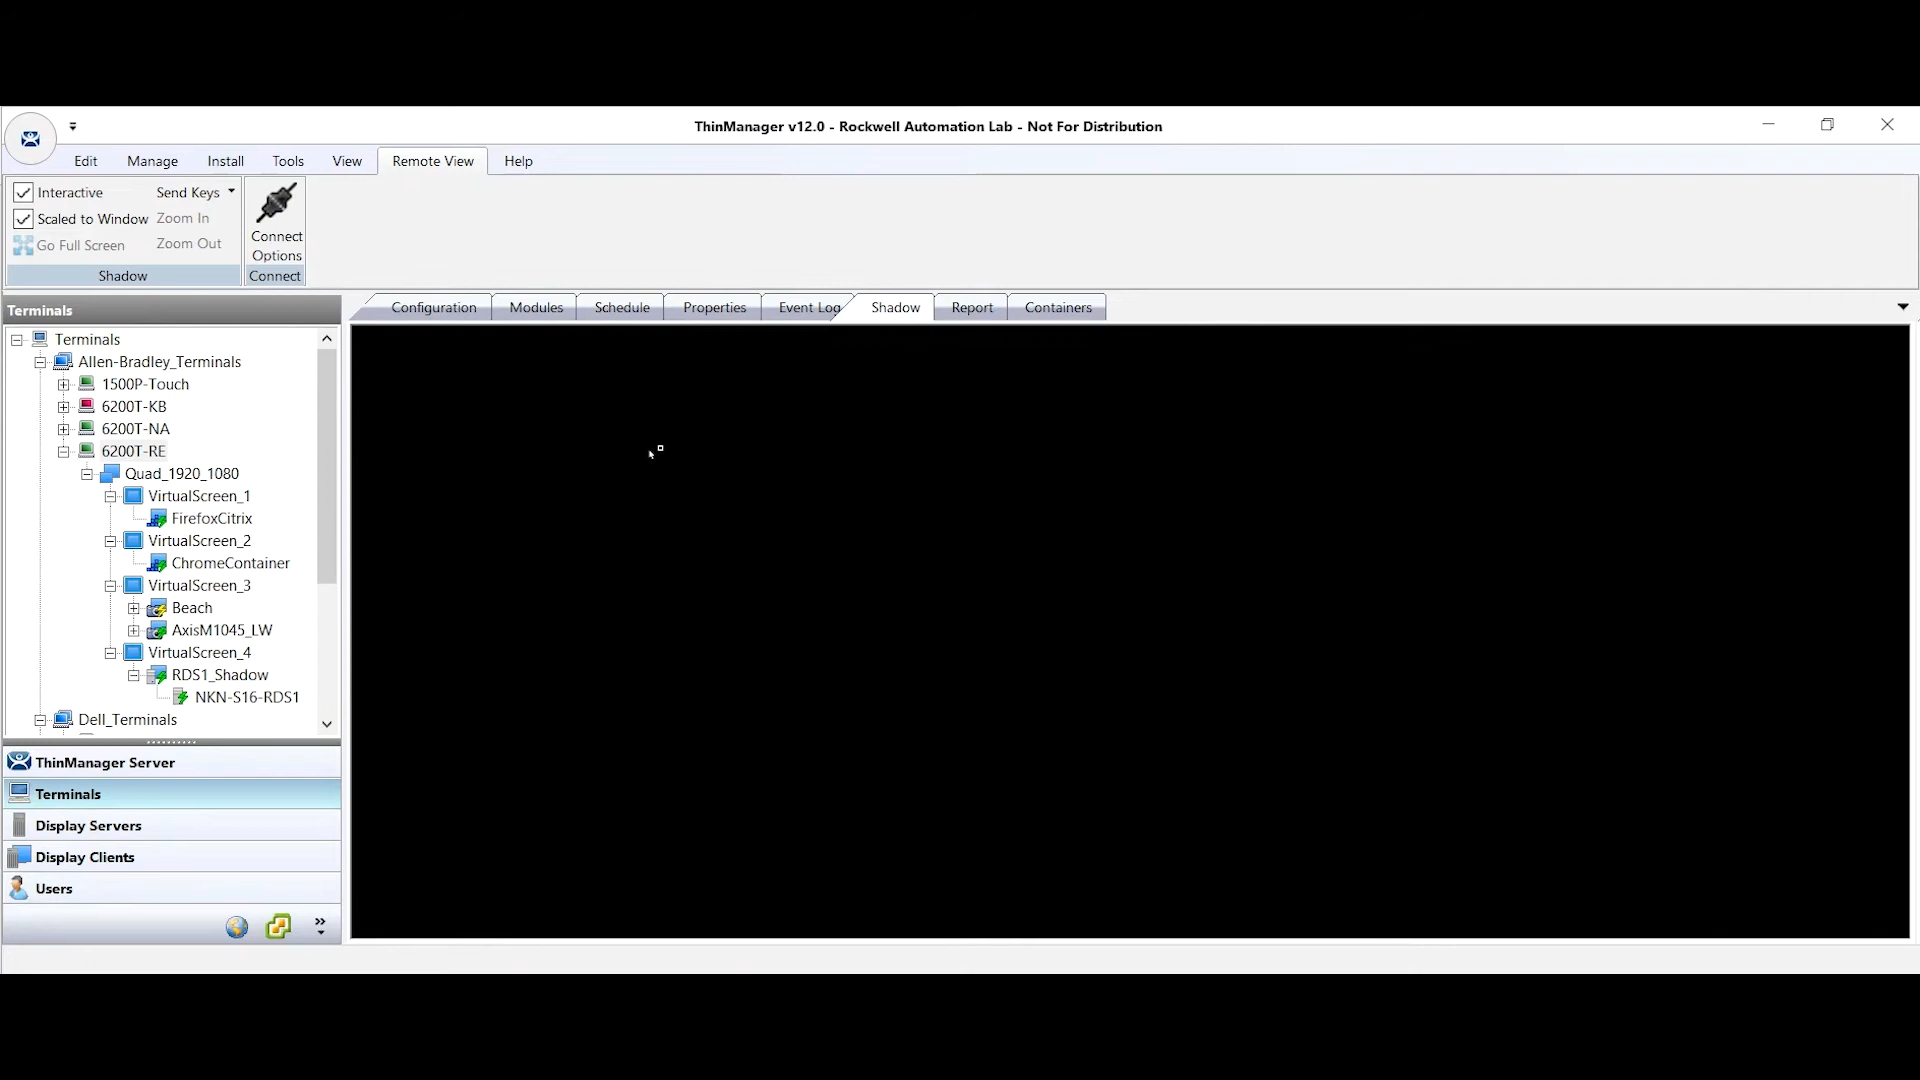 ThinManager v12.0 - Rockwell Automation Lab - Not For Distribution
Edit Manage Install Tools View Remote View Help
Interactive Send Keys
Scaled to Window Zoom In
Go Full Screen Zoom Out
Connect
Options
Shadow Connect
Terminals
Configuration Modules Schedule Properties Event Log Shadow Report Containers
Terminals
Allen-Bradley_Terminals
1500P-Touch
6200T-KB
6200T-NA
6200T-RE
Quad_1920_1080
VirtualScreen_1
FirefoxCitrix
VirtualScreen_2
ChromeContainer
VirtualScreen_3
Beach
AxisM1045_LW
VirtualScreen_4
RDS1_Shadow
NKN-S16-RDS1
Dell_Terminals
ThinManager Server
Terminals
Display Servers
Display Clients
Users